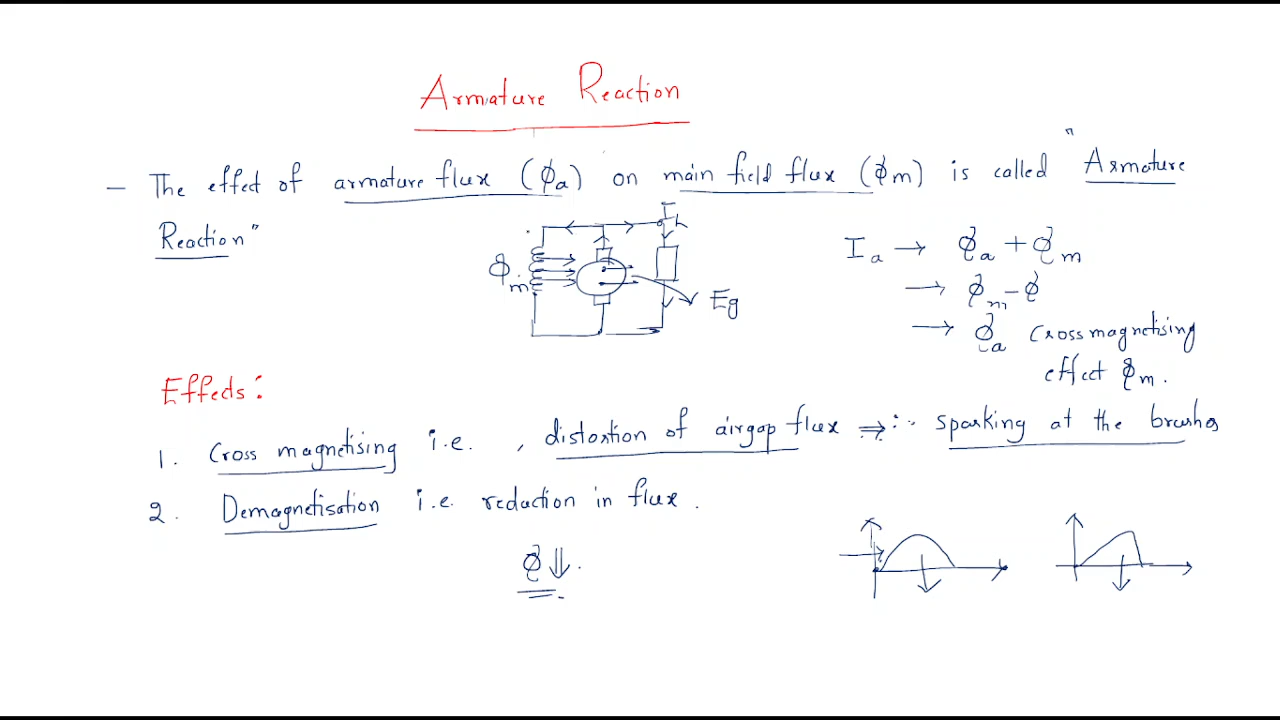 Armature Reaction
- The effect of armature flux (φa) on main field flux (φm) is called "Armature
Reaction"
IL
φm
Eg
Ia → φa + φm
→ φm - φ
→ φa Crossmagnetising
effect φm.
Effects:
1. Cross magnetising i.e. , distortion of airgap flux ⇒ ∵ sparking at the brushes
2. Demagnetisation i.e. reduction in flux.
φ⇓.